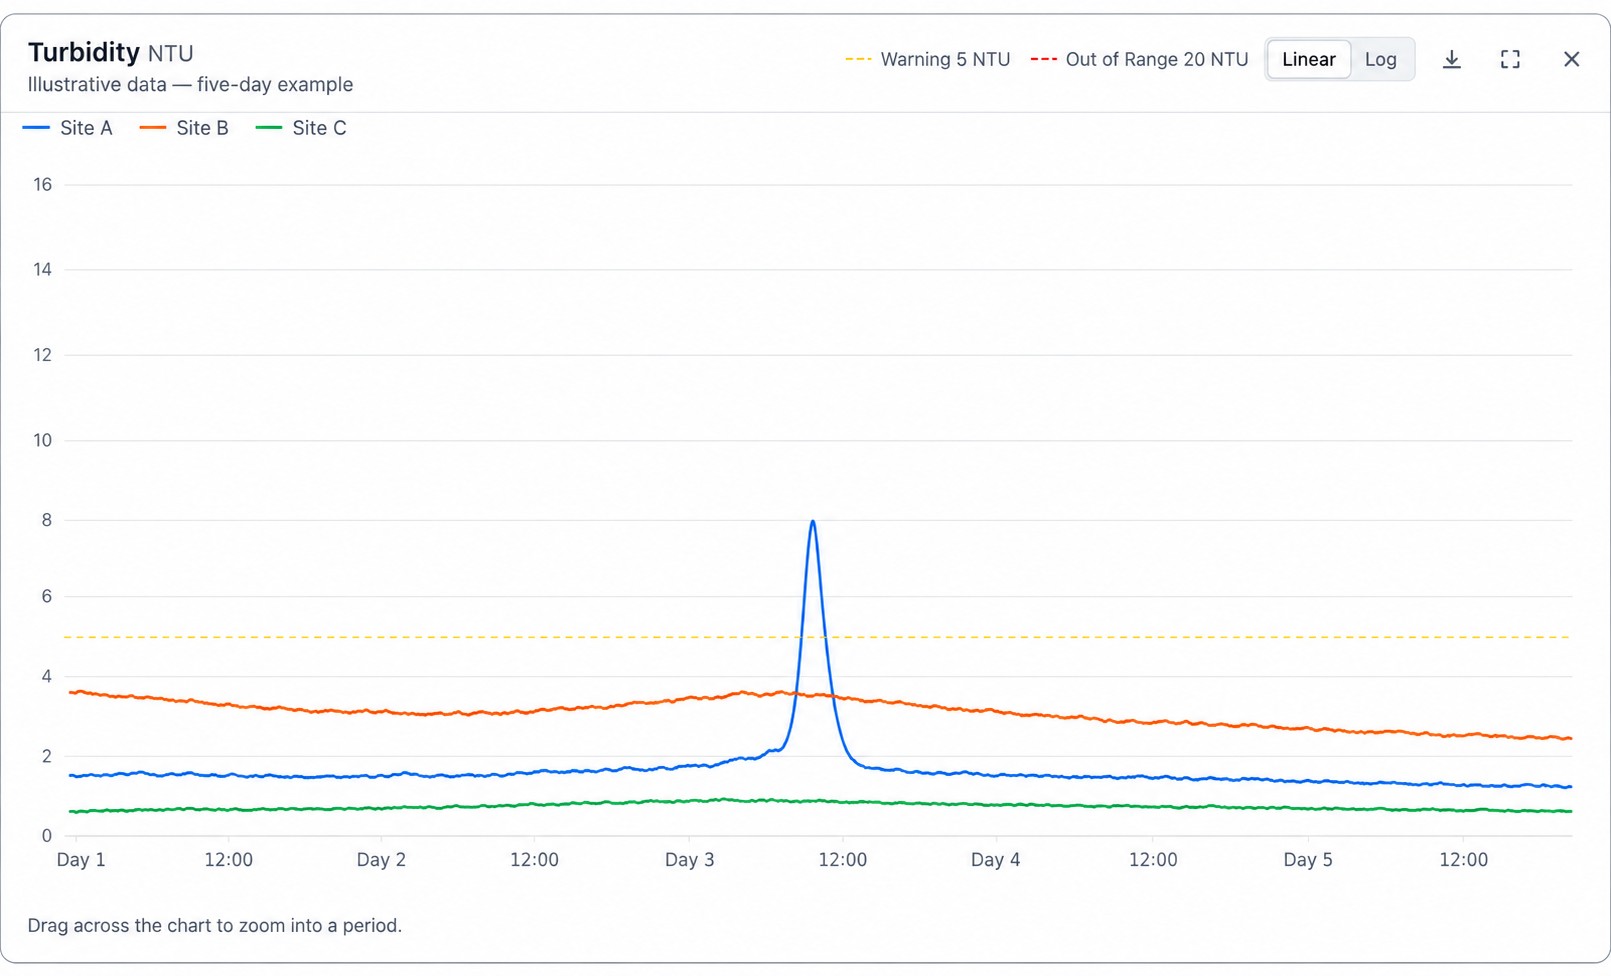 Turbidity NTU
Illustrative data — five-day example
Warning 5 NTU
Out of Range 20 NTU
Linear
Log
Site A
Site B
Site C
16
14
12
10
8
6
4
2
0
Day 1 12:00 Day 2 12:00 Day 3 12:00 Day 4 12:00 Day 5 12:00
Drag across the chart to zoom into a period.